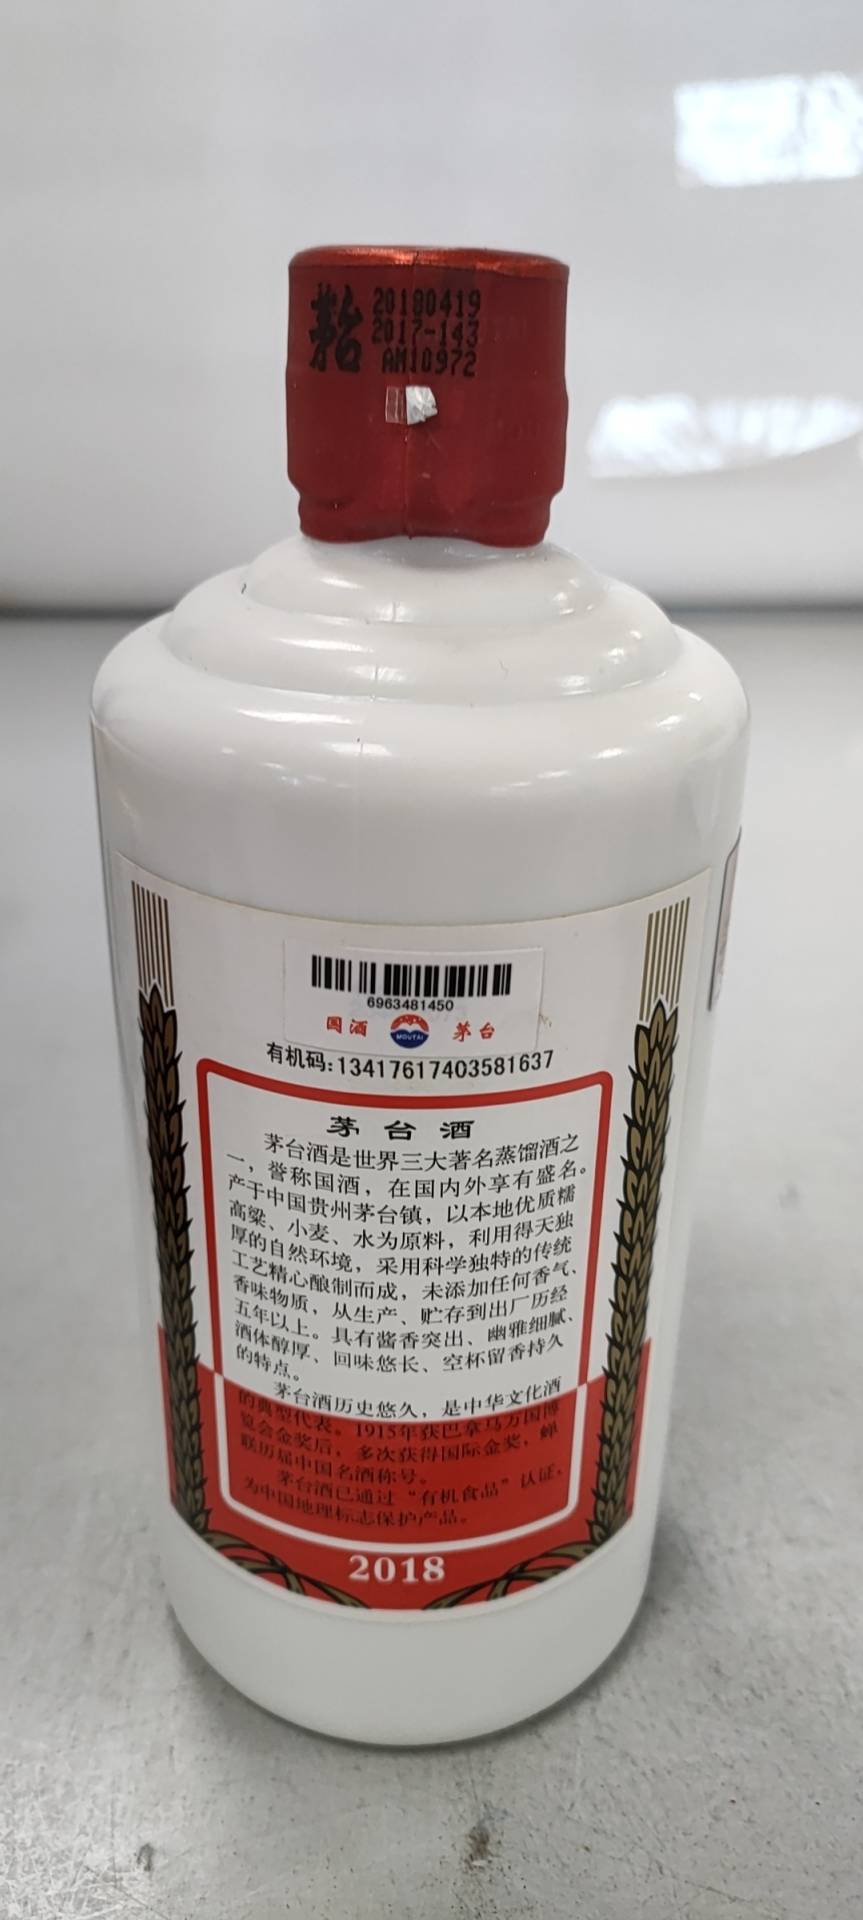 茅台 20180419
2017-143
AM10972
6963481450
国酒 MOUTAI 茅台
有机码:13417617403581637
茅台酒
茅台酒是世界三大著名蒸馏酒之
一，誉称国酒，在国内外享有盛名。
产于中国贵州茅台镇，以本地优质糯
高粱、小麦、水为原料，利用得天独
厚的自然环境，采用科学独特的传统
工艺精心酿制而成，未添加任何香气、
香味物质，从生产、贮存到出厂历经
五年以上。具有酱香突出、幽雅细腻、
酒体醇厚、回味悠长、空杯留香持久
的特点。
茅台酒历史悠久，是中华文化酒
的典型代表。1915年获巴拿马万国博
览会金奖后，多次获得国际金奖，蝉
联历届中国名酒称号。
茅台酒已通过“有机食品”认证，
为中国地理标志保护产品。
2018